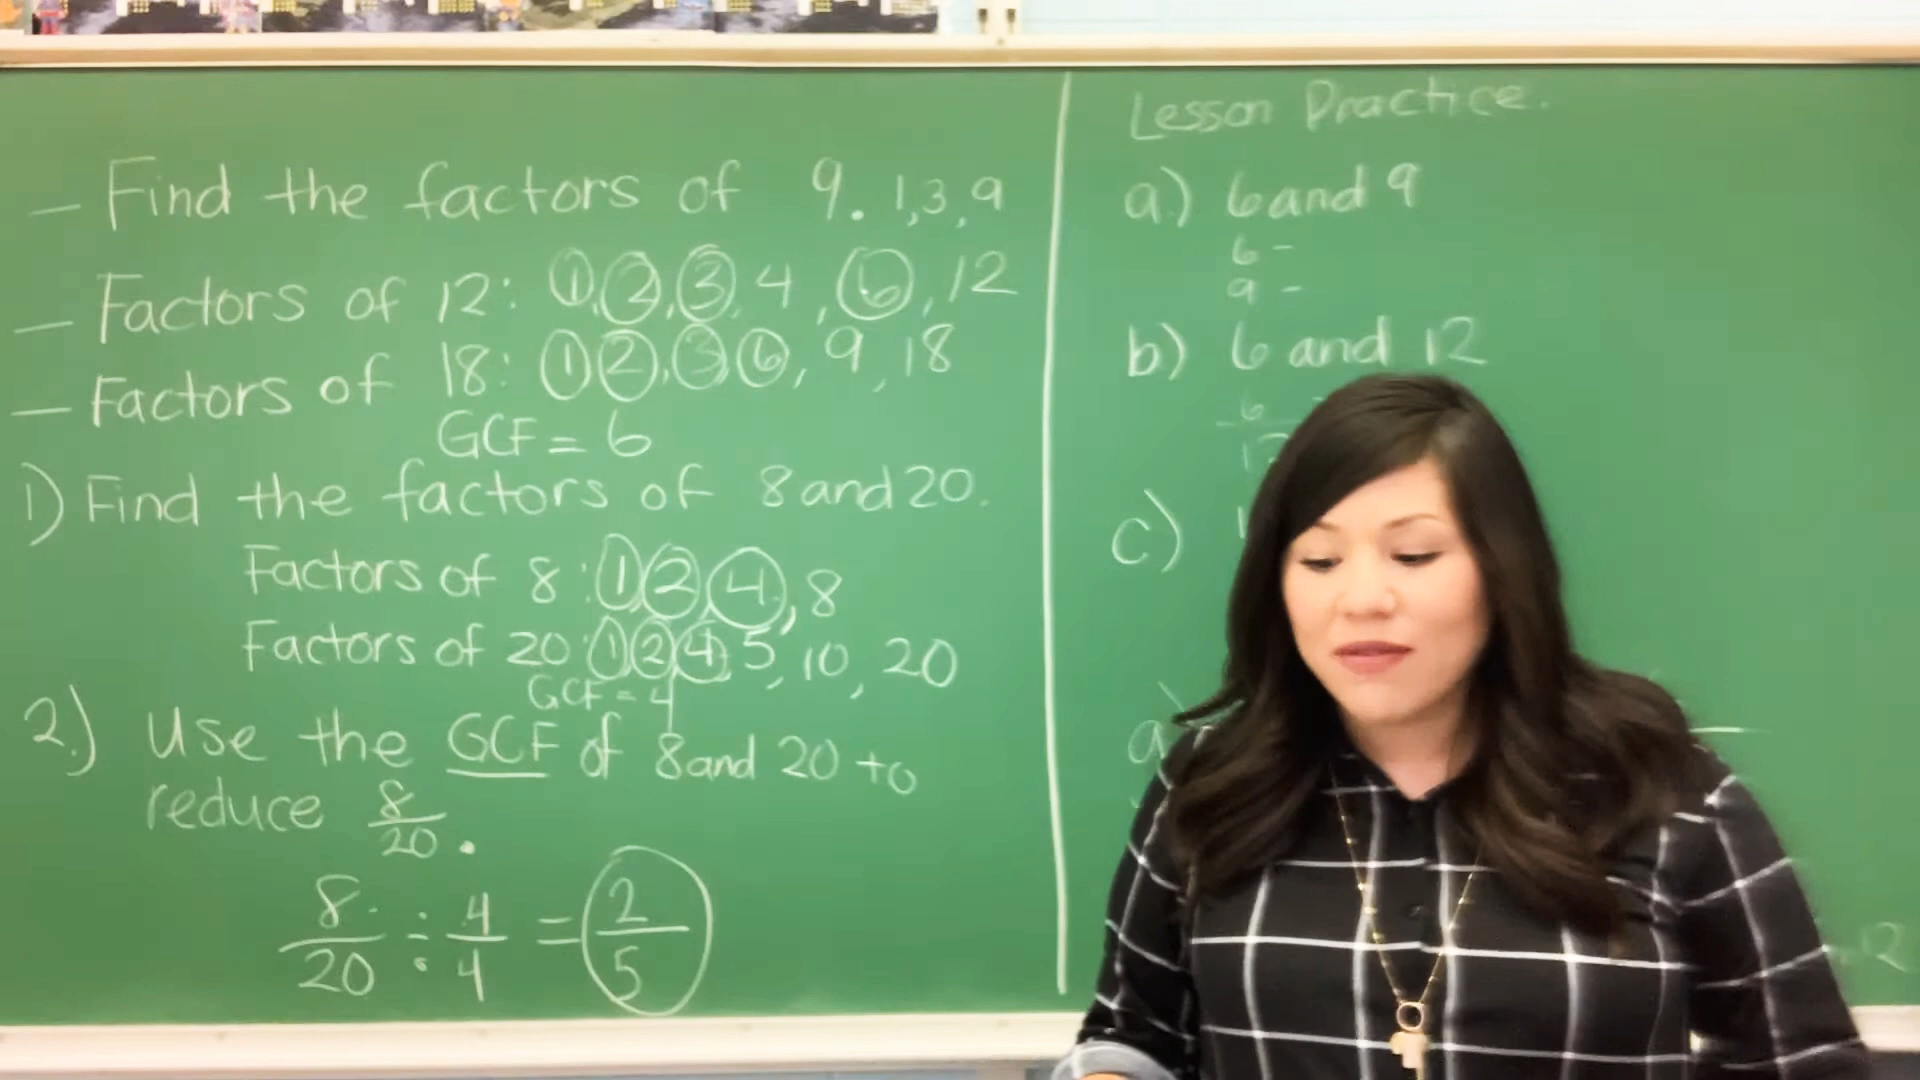 – Find the factors of 9. 1,3,9
– Factors of 12: 1, 2, 3, 4, 6, 12
– Factors of 18: 1, 2, 3, 6, 9, 18
GCF = 6
1) Find the factors of 8 and 20.
Factors of 8: 1, 2, 4, 8
Factors of 20: 1, 2, 4, 5, 10, 20
GCF = 4
2.) Use the GCF of 8 and 20 to
reduce 8/20.
8/20 ÷ 4/4 = 2/5
Lesson Practice.
a.) 6 and 9
6 –
9 –
b) 6 and 12
6
12
c)
12